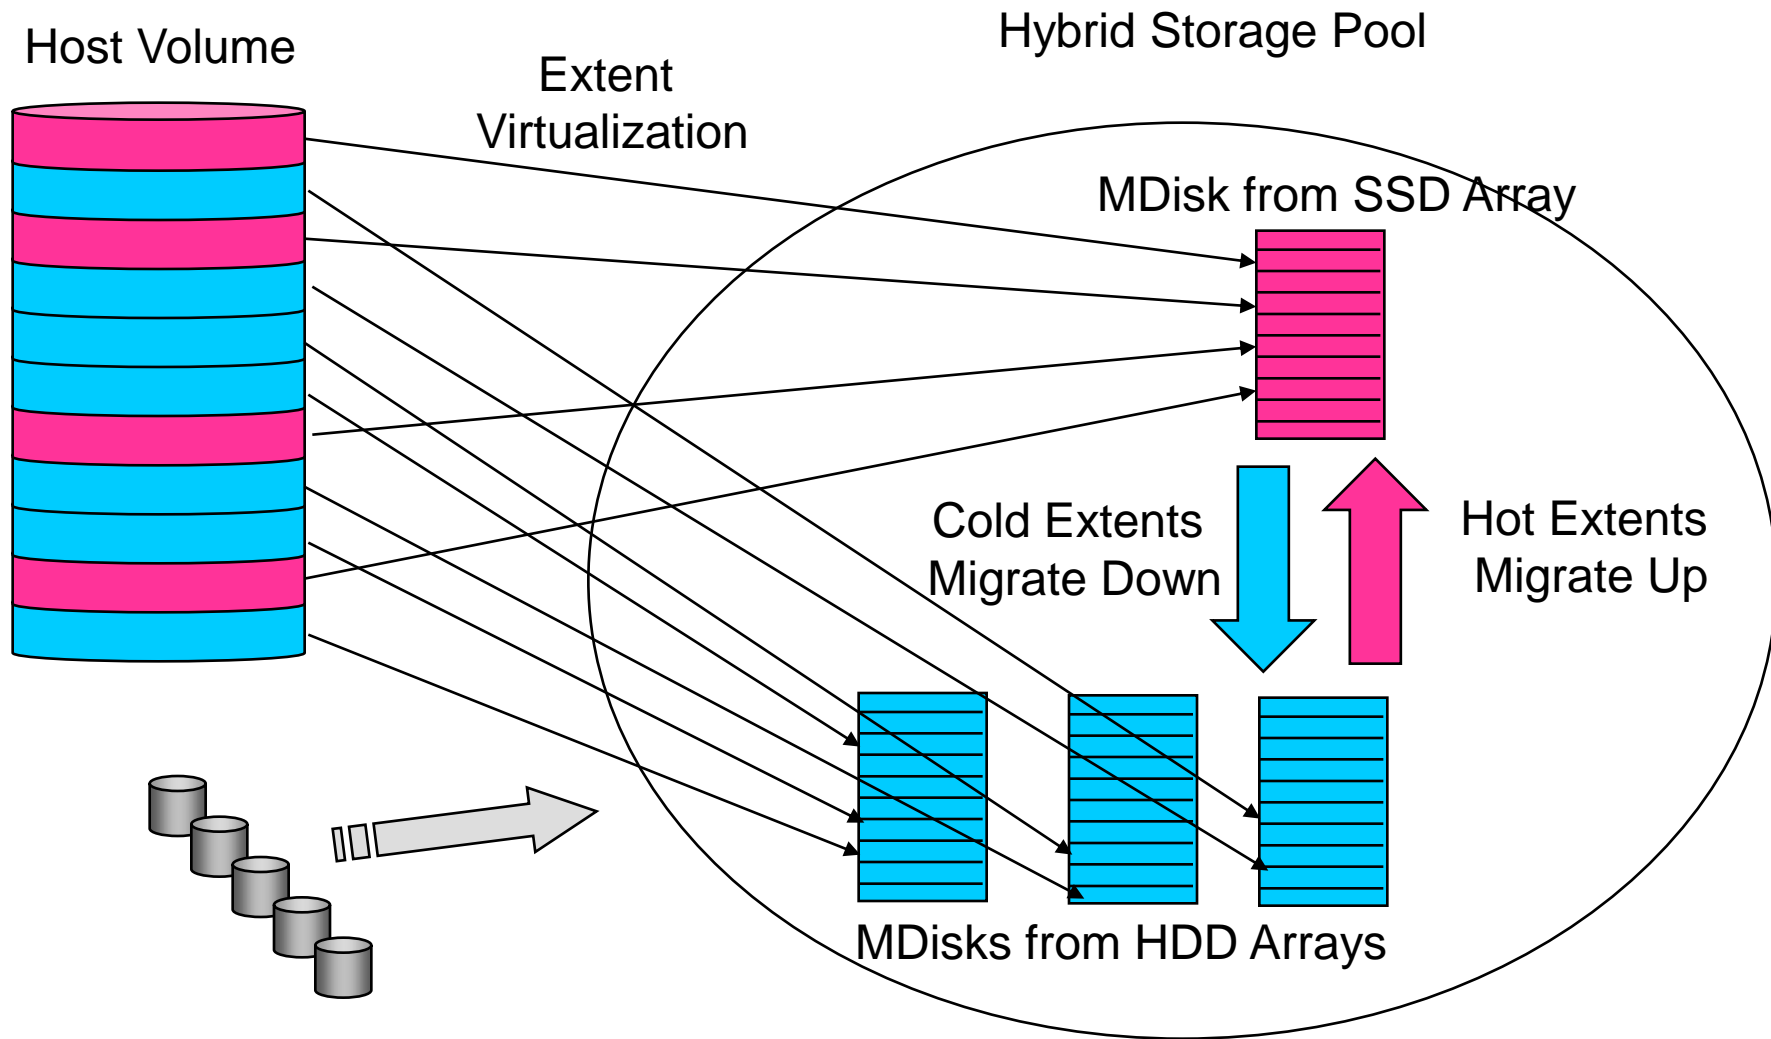 Host Volume
Extent
Virtualization
Hybrid Storage Pool
MDisk from SSD Array
Cold Extents
Migrate Down
Hot Extents
Migrate Up
MDisks from HDD Arrays